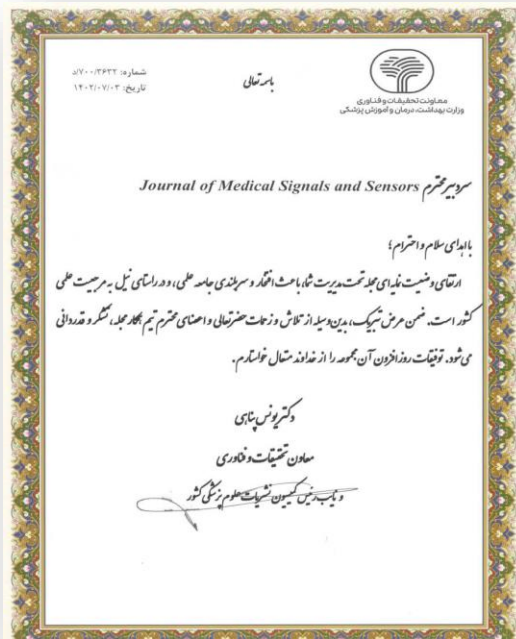 شماره: ۷۰۰/۳۶۳۲/د
تاریخ: ۱۴۰۲/۰۷/۰۳
باسمه تعالی
معاونت تحقیقات و فناوری
وزارت بهداشت، درمان و آموزش پزشکی
سردبیر محترم Journal of Medical Signals and Sensors
با اهدای سلام و احترام؛
ارتقای وضعیت نمایه‌ای مجله تحت مدیریت شما، باعث افتخار و سربلندی جامعه علمی، و در راستای نیل به مرجعیت علمی
کشور است. ضمن عرض تبریک، بدین‌وسیله از تلاش و زحمات حضرتعالی و اعضای محترم تیم همکار مجله، تشکر و قدردانی
می‌شود. توفیقات روزافزون آن مجموعه را از خداوند متعال خواستارم.
دکتر یونس پناهی
معاون تحقیقات و فناوری
و نایب رئیس کمیسیون نشریات علوم پزشکی کشور